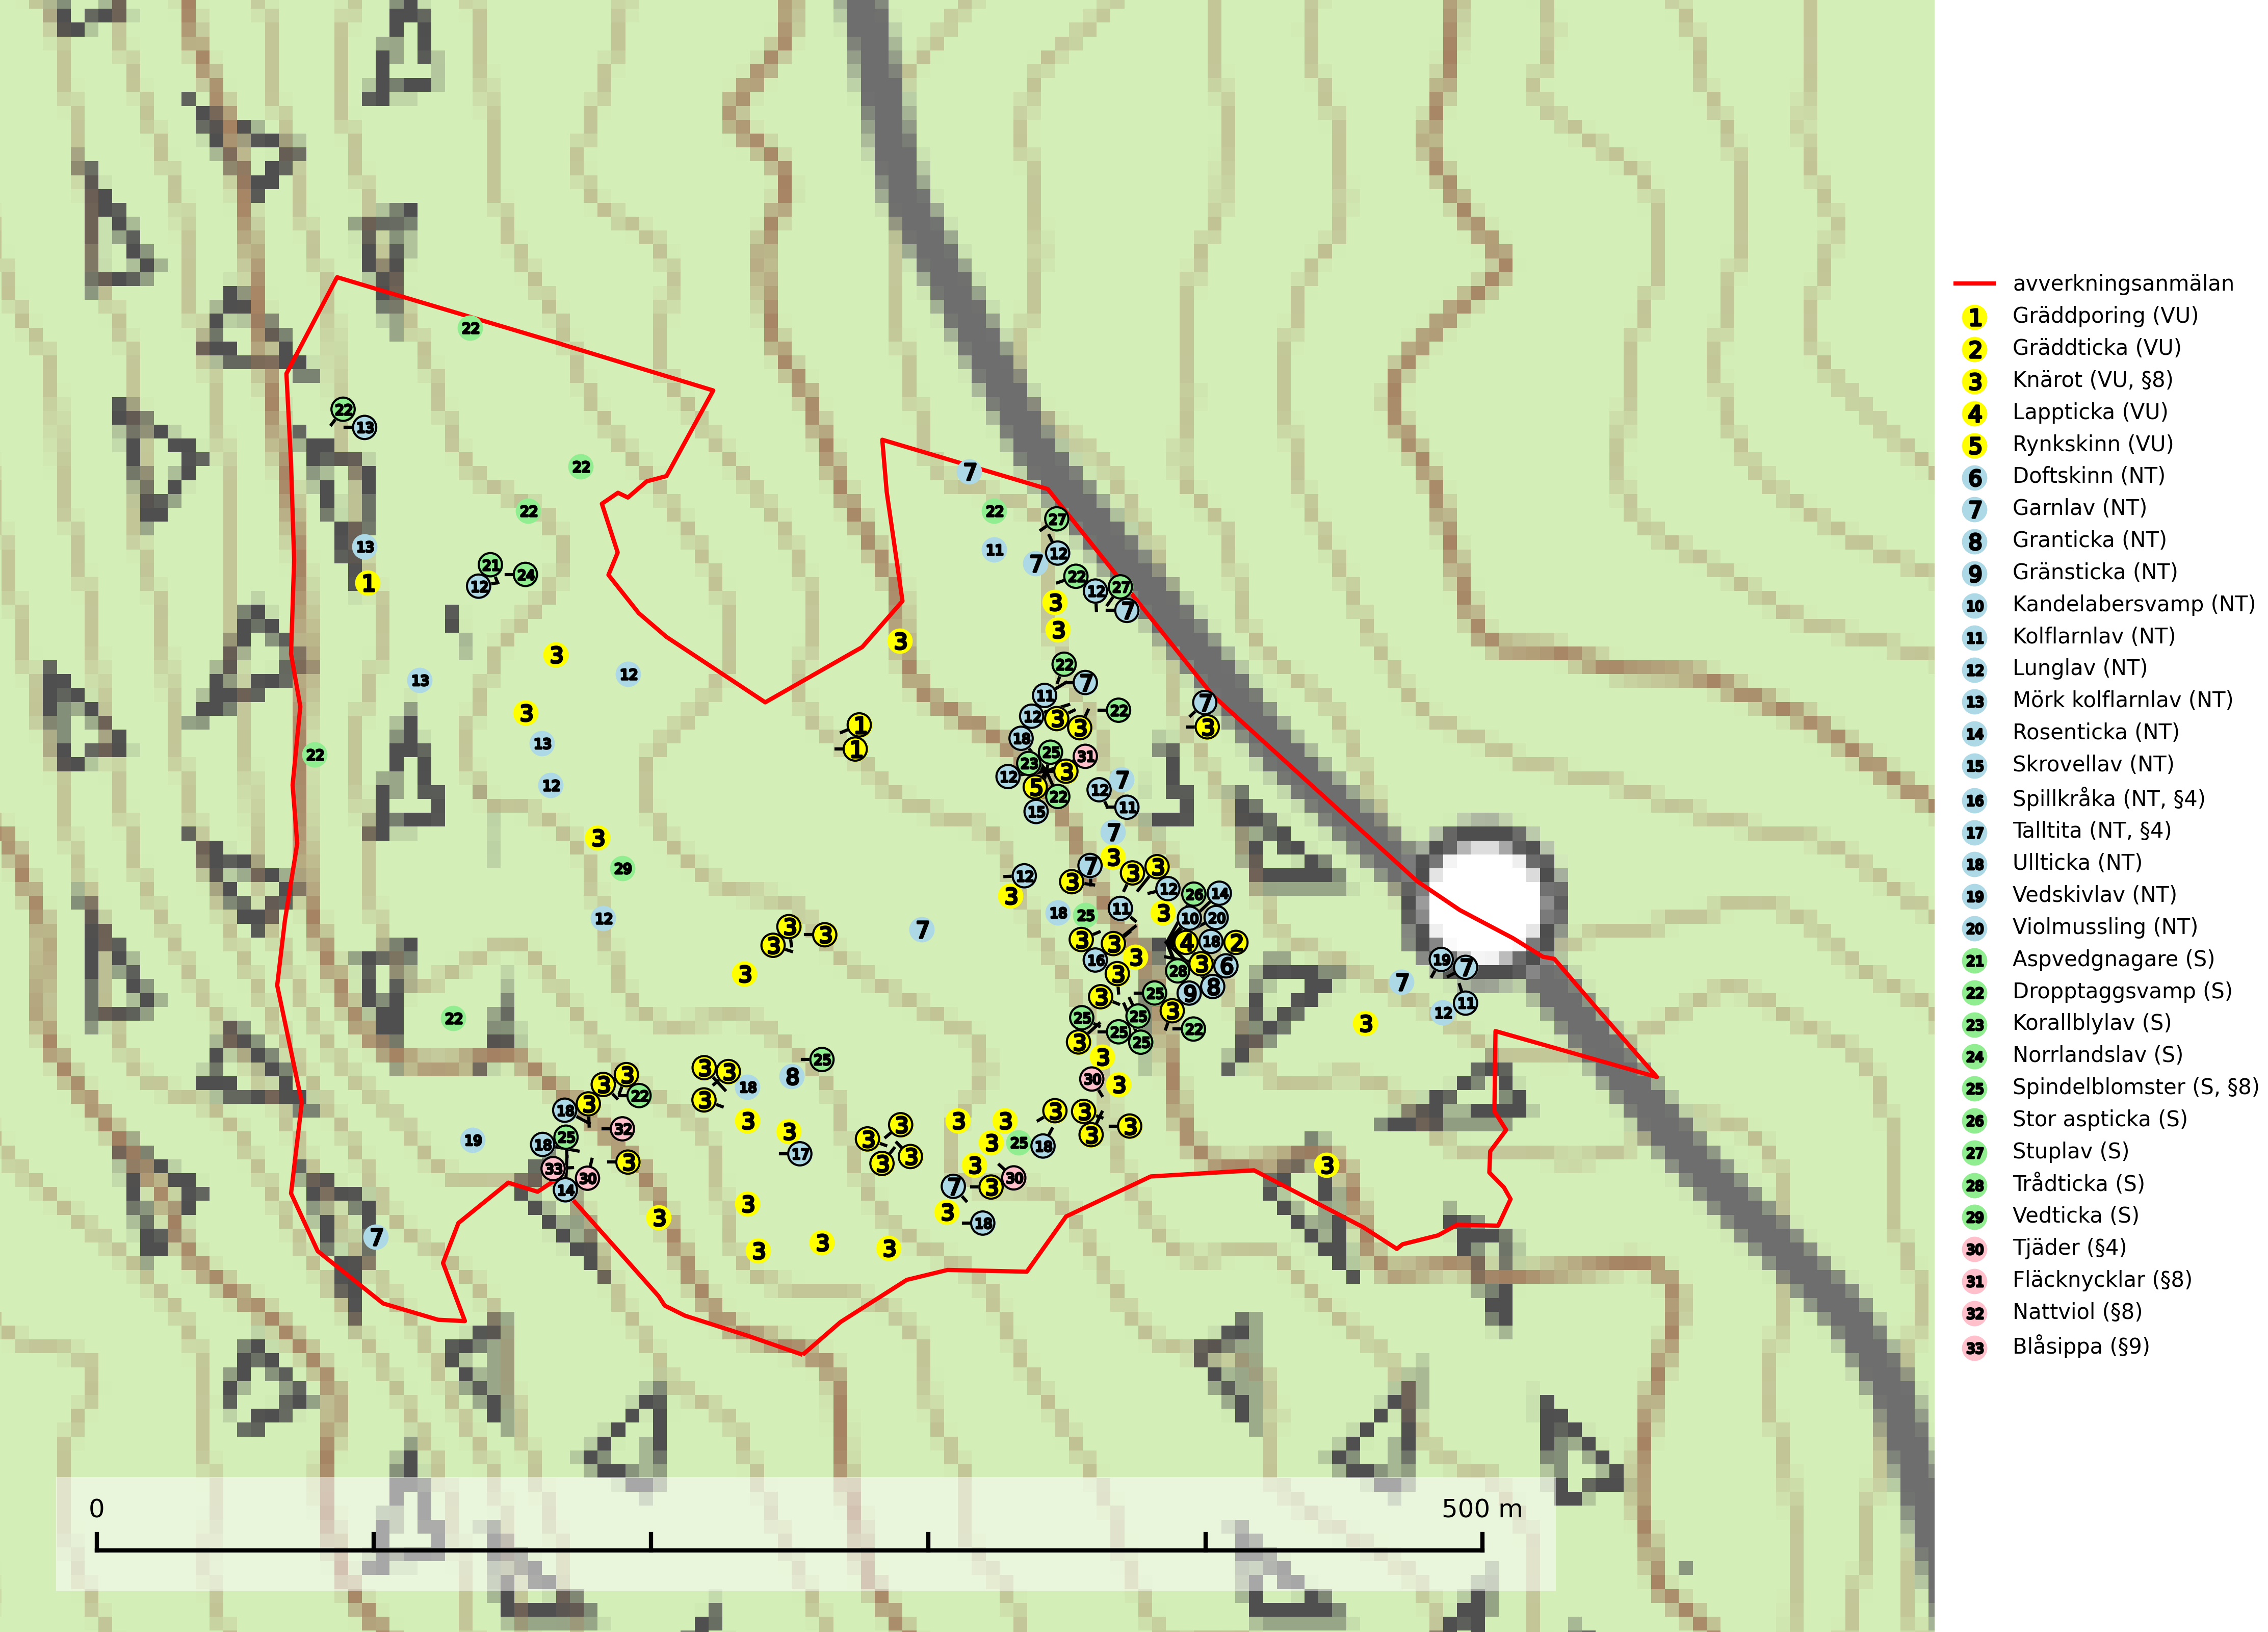 avverkningsanmälan
1 Gräddporing (VU)
2 Gräddticka (VU)
3 Knärot (VU, §8)
4 Lappticka (VU)
5 Rynkskinn (VU)
6 Doftskinn (NT)
7 Garnlav (NT)
8 Granticka (NT)
9 Gränsticka (NT)
10 Kandelabersvamp (NT)
11 Kolflarnlav (NT)
12 Lunglav (NT)
13 Mörk kolflarnlav (NT)
14 Rosenticka (NT)
15 Skrovellav (NT)
16 Spillkråka (NT, §4)
17 Talltita (NT, §4)
18 Ullticka (NT)
19 Vedskivlav (NT)
20 Violmussling (NT)
21 Aspvedgnagare (S)
22 Dropptaggsvamp (S)
23 Korallblylav (S)
24 Norrlandslav (S)
25 Spindelblomster (S, §8)
26 Stor aspticka (S)
27 Stuplav (S)
28 Trådticka (S)
29 Vedticka (S)
30 Tjäder (§4)
31 Fläcknycklar (§8)
32 Nattviol (§8)
33 Blåsippa (§9)
0 500 m